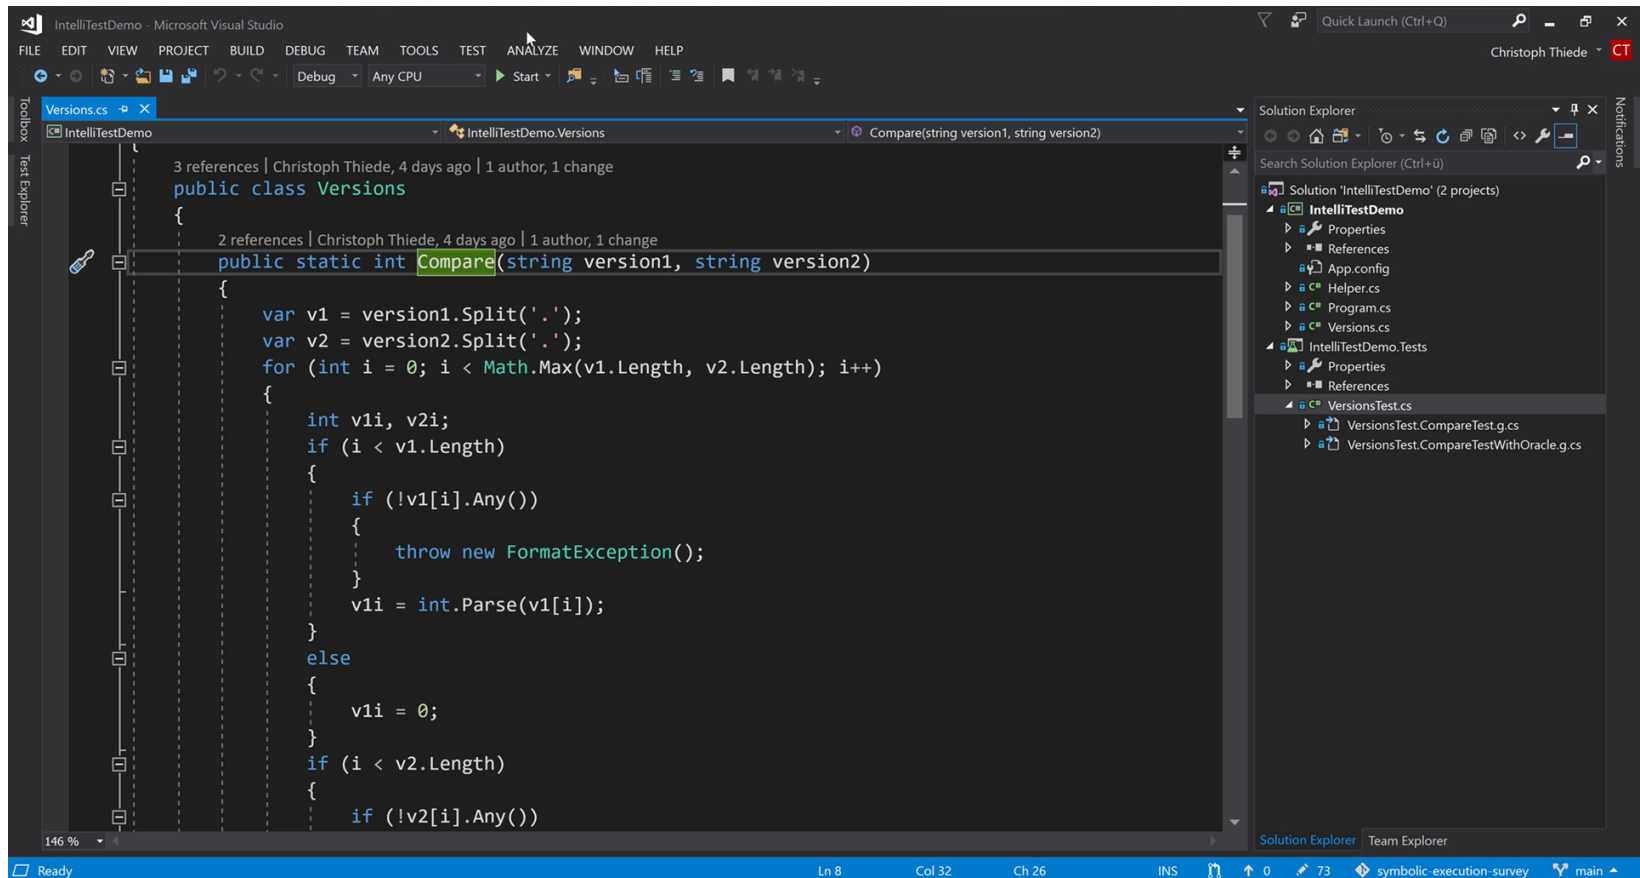 IntelliTestDemo - Microsoft Visual Studio
Quick Launch (Ctrl+Q)
FILE EDIT VIEW PROJECT BUILD DEBUG TEAM TOOLS TEST ANALYZE WINDOW HELP
Christoph Thiede CT
Debug Any CPU Start
Toolbox
Test Explorer
Versions.cs
IntelliTestDemo IntelliTestDemo.Versions Compare(string version1, string version2)
3 references | Christoph Thiede, 4 days ago | 1 author, 1 change
public class Versions
{
2 references | Christoph Thiede, 4 days ago | 1 author, 1 change
public static int Compare(string version1, string version2)
{
var v1 = version1.Split('.');
var v2 = version2.Split('.');
for (int i = 0; i < Math.Max(v1.Length, v2.Length); i++)
{
int v1i, v2i;
if (i < v1.Length)
{
if (!v1[i].Any())
{
throw new FormatException();
}
v1i = int.Parse(v1[i]);
}
else
{
v1i = 0;
}
if (i < v2.Length)
{
if (!v2[i].Any())
146 %
Solution Explorer
Search Solution Explorer (Ctrl+ü)
Solution 'IntelliTestDemo' (2 projects)
IntelliTestDemo
Properties
References
App.config
Helper.cs
Program.cs
Versions.cs
IntelliTestDemo.Tests
Properties
References
VersionsTest.cs
VersionsTest.CompareTest.g.cs
VersionsTest.CompareTestWithOracle.g.cs
Solution Explorer Team Explorer
Notifications
Ready Ln 8 Col 32 Ch 26 INS 0 73 symbolic-execution-survey main